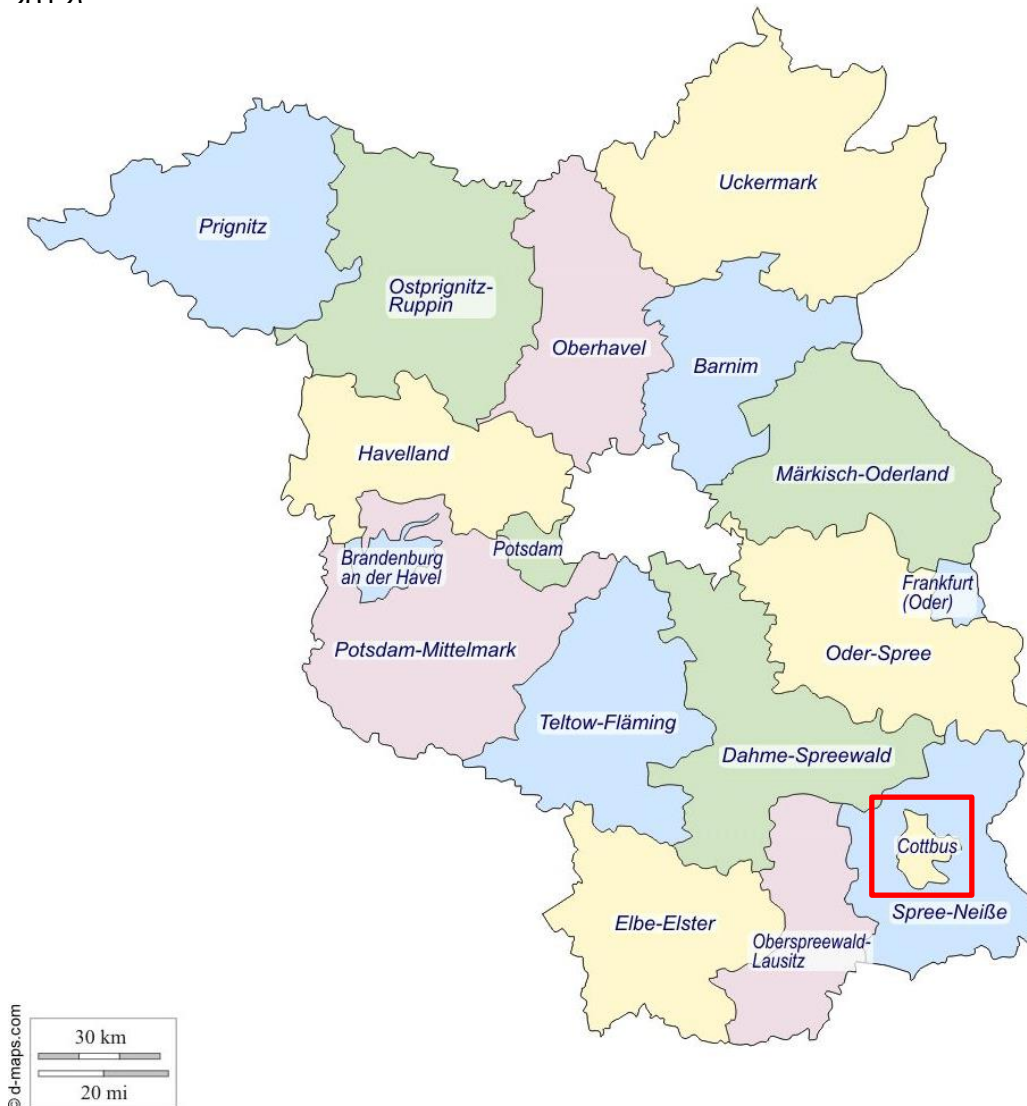 Uckermark
Prignitz
Ostprignitz-
Ruppin
Oberhavel
Barnim
Havelland
Märkisch-Oderland
Potsdam
Brandenburg
an der Havel
Frankfurt
(Oder)
Potsdam-Mittelmark
Oder-Spree
Teltow-Fläming
Dahme-Spreewald
Cottbus
Spree-Neiße
Elbe-Elster
Oberspreewald-
Lausitz
© d-maps.com
30 km
20 mi